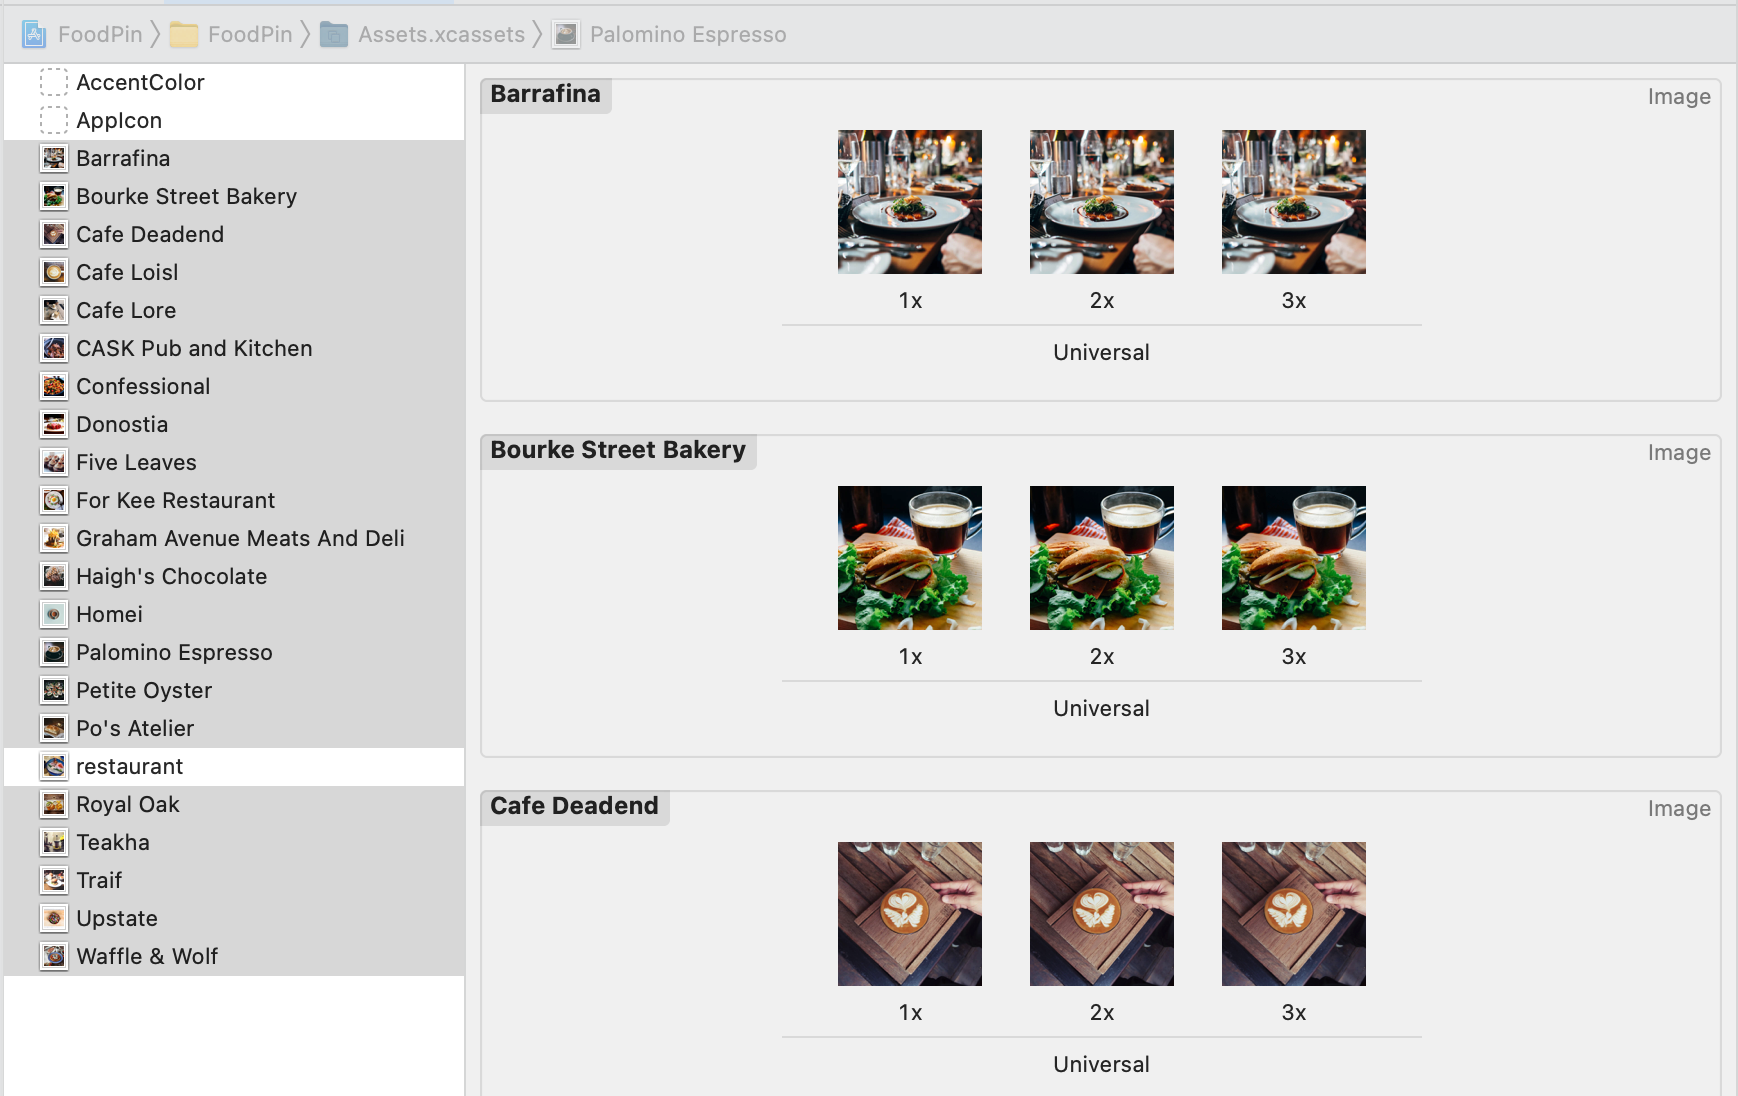 FoodPin FoodPin Assets.xcassets Palomino Espresso
AccentColor
AppIcon
Barrafina
Bourke Street Bakery
Cafe Deadend
Cafe Loisl
Cafe Lore
CASK Pub and Kitchen
Confessional
Donostia
Five Leaves
For Kee Restaurant
Graham Avenue Meats And Deli
Haigh's Chocolate
Homei
Palomino Espresso
Petite Oyster
Po's Atelier
restaurant
Royal Oak
Teakha
Traif
Upstate
Waffle & Wolf
Barrafina Image
1x 2x 3x
Universal
Bourke Street Bakery Image
1x 2x 3x
Universal
Cafe Deadend Image
1x 2x 3x
Universal